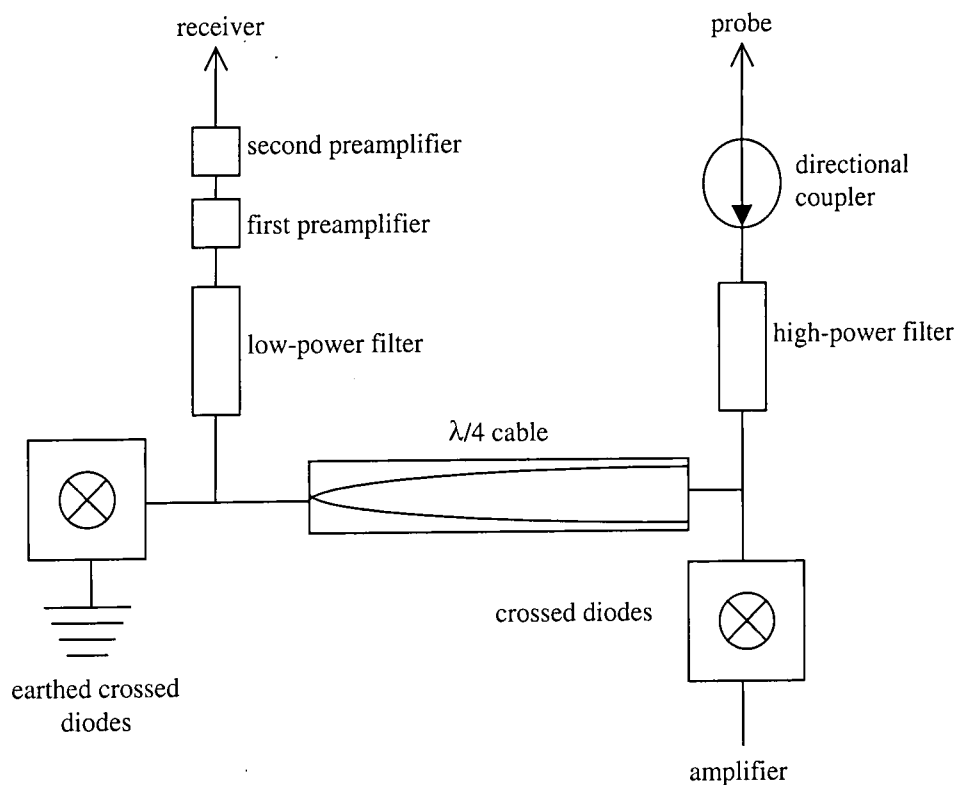 receiver
probe
second preamplifier
directional
coupler
first preamplifier
low-power filter
high-power filter
λ/4 cable
crossed diodes
earthed crossed
diodes
amplifier